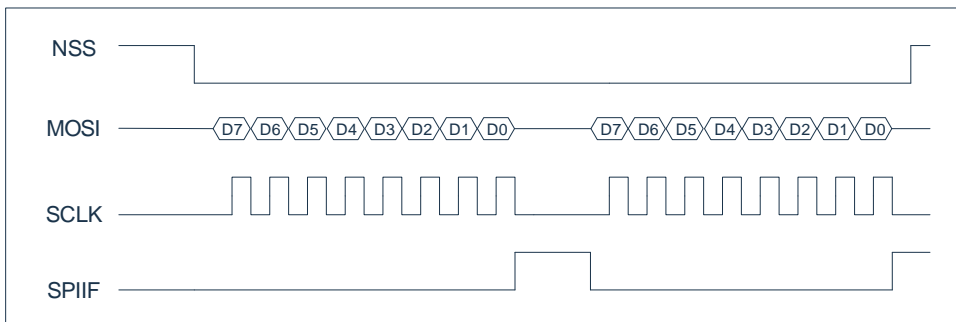 NSS
MOSI D7 D6 D5 D4 D3 D2 D1 D0 D7 D6 D5 D4 D3 D2 D1 D0
SCLK
SPIIF